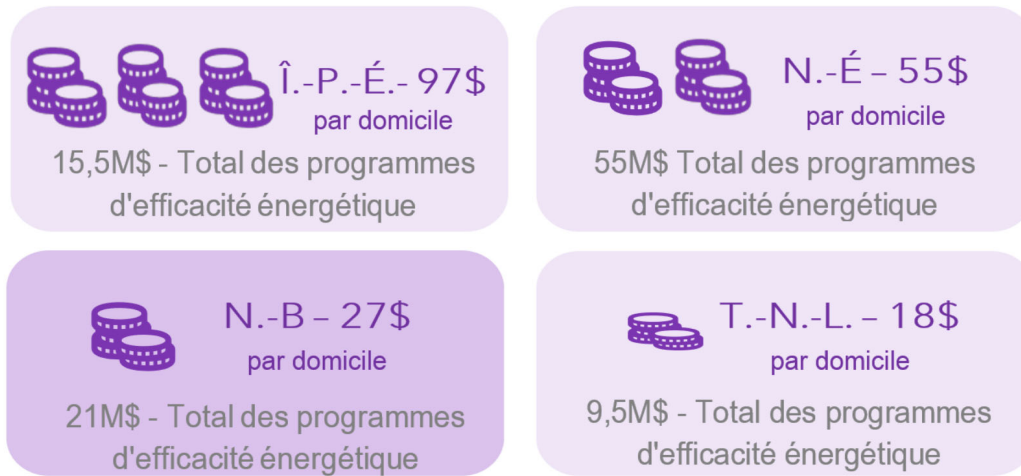 Î.-P.-É.- 97$
par domicile
15,5M$ - Total des programmes
d'efficacité énergétique
N.-É – 55$
par domicile
55M$ Total des programmes
d'efficacité énergétique
N.-B – 27$
par domicile
21M$ - Total des programmes
d'efficacité énergétique
T.-N.-L. – 18$
par domicile
9,5M$ - Total des programmes
d'efficacité énergétique